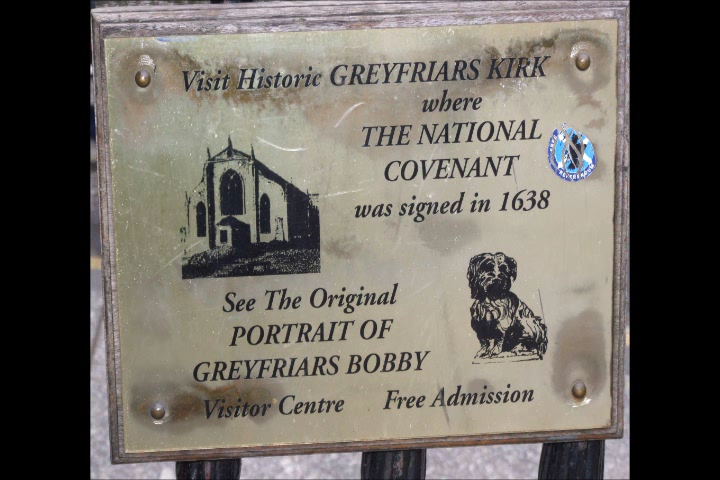 Visit Historic GREYFRIARS KIRK
where
THE NATIONAL
COVENANT
was signed in 1638
See The Original
PORTRAIT OF
GREYFRIARS BOBBY
Visitor Centre Free Admission